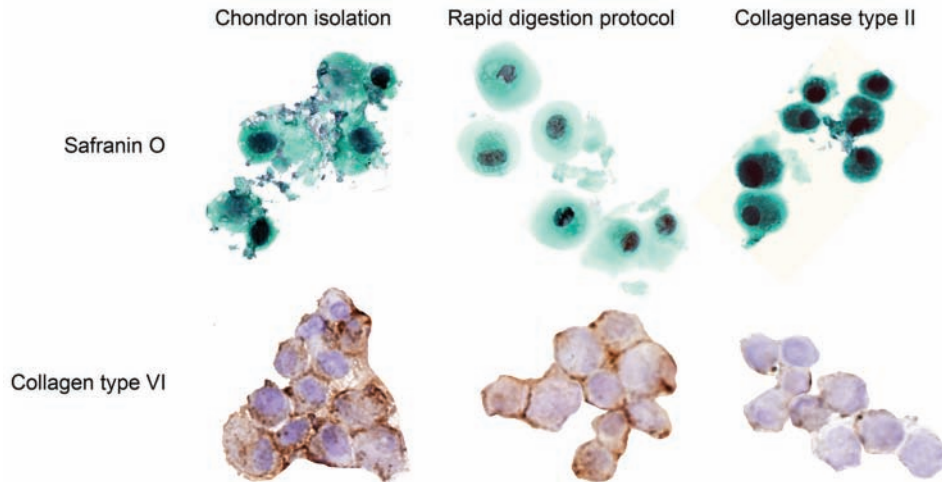 Chondron isolation Rapid digestion protocol Collagenase type II
Safranin O
Collagen type VI